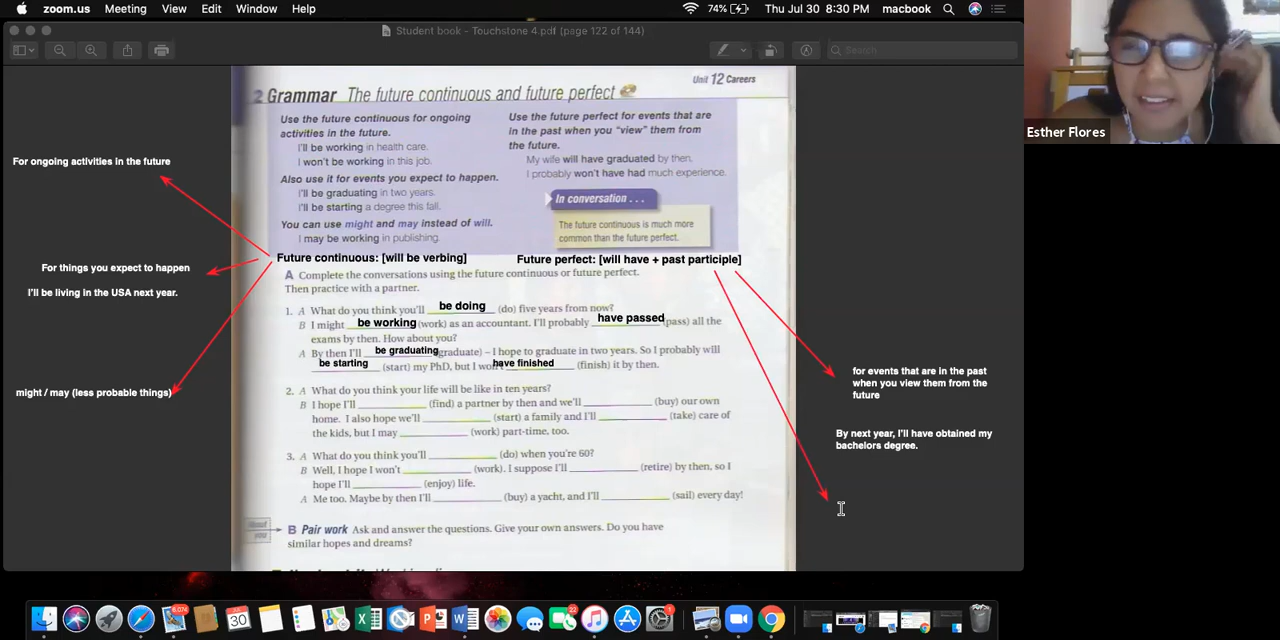 zoom.us Meeting View Edit Window Help
74% Thu Jul 30 8:30 PM macbook
Student book - Touchstone 4.pdf (page 122 of 144)
Search
Esther Flores
Unit 12 Careers
2 Grammar The future continuous and future perfect
Use the future continuous for ongoing
activities in the future.
I'll be working in health care.
I won't be working in this job.
Also use it for events you expect to happen.
I'll be graduating in two years.
I'll be starting a degree this fall.
You can use might and may instead of will.
I may be working in publishing.
Use the future perfect for events that are
in the past when you "view" them from
the future.
My wife will have graduated by then.
I probably won't have had much experience.
In conversation . . .
The future continuous is much more
common than the future perfect.
For ongoing activities in the future
For things you expect to happen
I'll be living in the USA next year.
might / may (less probable things)
Future continuous: [will be verbing]
Future perfect: [will have + past participle]
A Complete the conversations using the future continuous or future perfect.
Then practice with a partner.
1. A What do you think you'll be doing (do) five years from now?
B I might be working (work) as an accountant. I'll probably have passed (pass) all the
exams by then. How about you?
A By then I'll be graduating graduate) – I hope to graduate in two years. So I probably will
be starting (start) my PhD, but I won't have finished (finish) it by then.
2. A What do you think your life will be like in ten years?
B I hope I'll (find) a partner by then and we'll (buy) our own
home. I also hope we'll (start) a family and I'll (take) care of
the kids, but I may (work) part-time, too.
3. A What do you think you'll (do) when you're 60?
B Well, I hope I won't (work). I suppose I'll (retire) by then, so I
hope I'll (enjoy) life.
A Me too. Maybe by then I'll (buy) a yacht, and I'll (sail) every day!
About
you
B Pair work Ask and answer the questions. Give your own answers. Do you have
similar hopes and dreams?
for events that are in the past
when you view them from the
future
By next year, I'll have obtained my
bachelors degree.